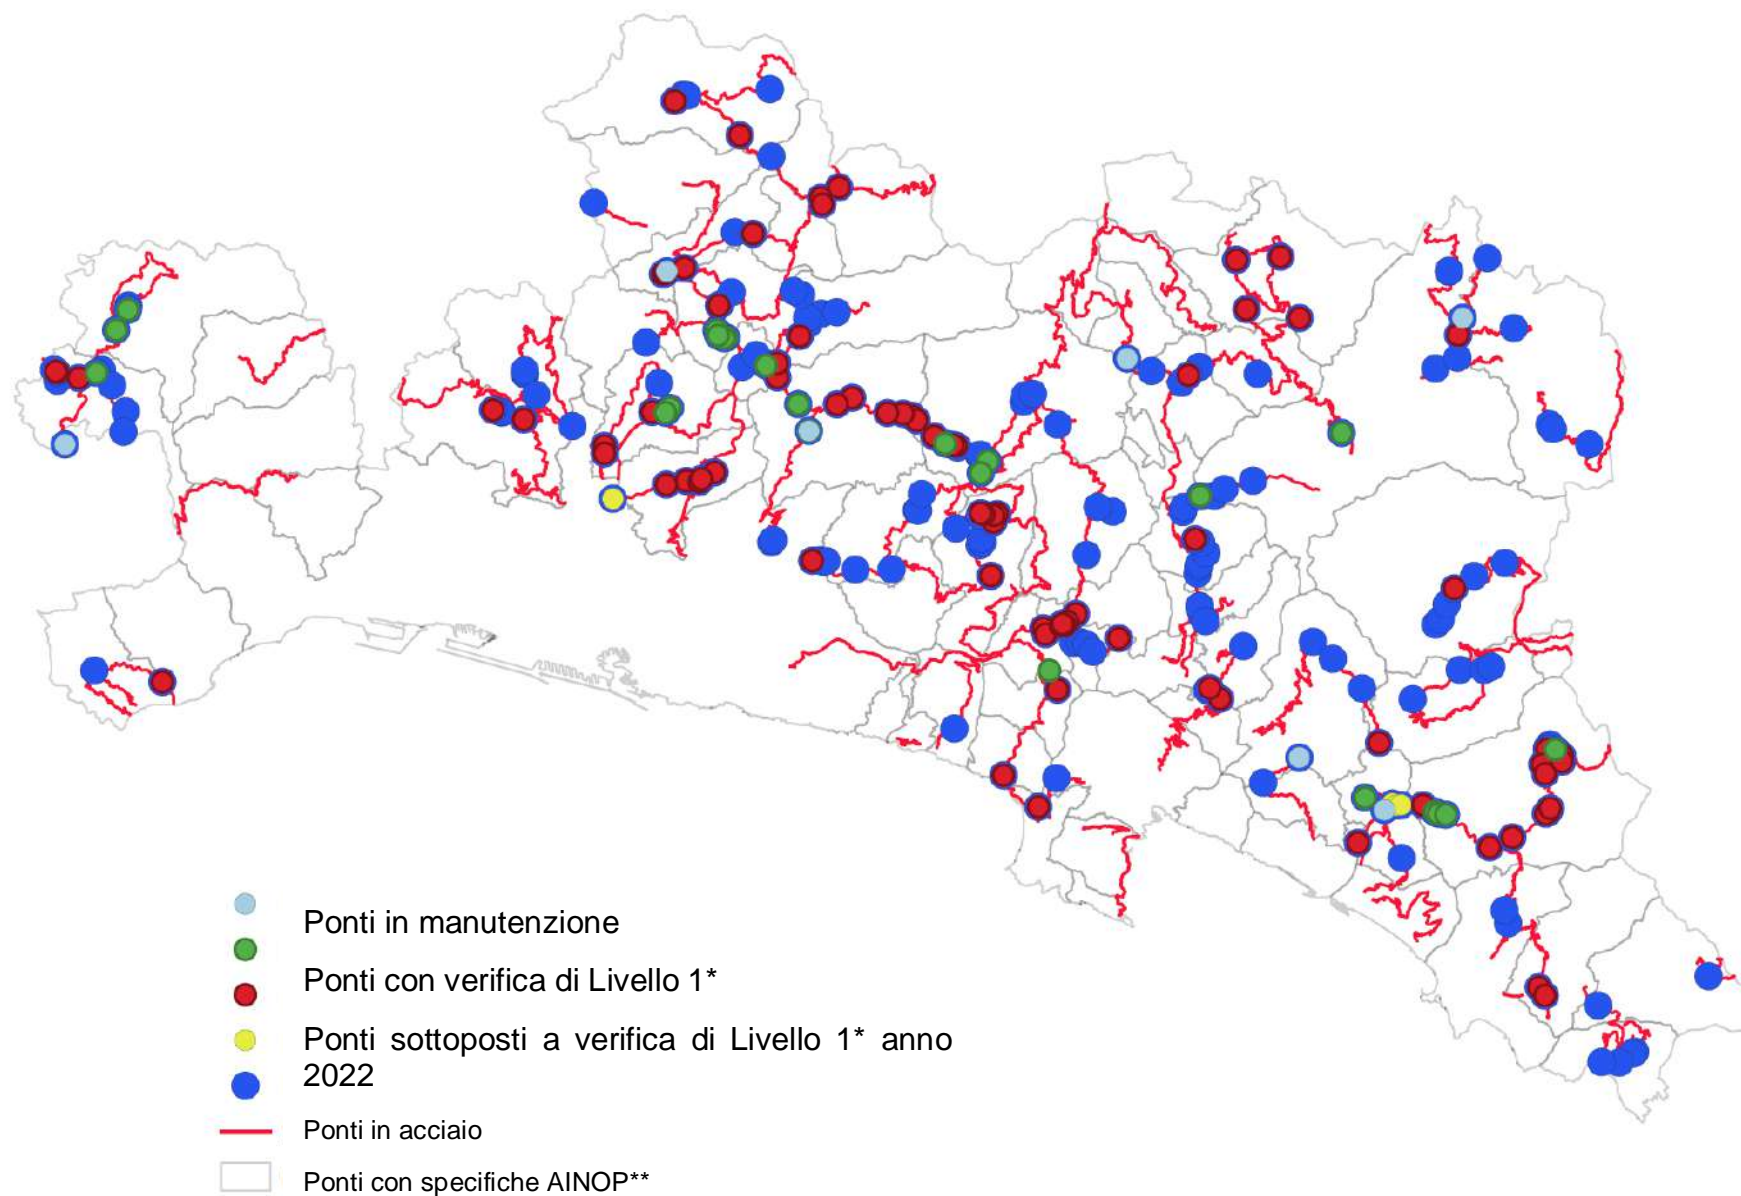 Ponti in manutenzione
Ponti con verifica di Livello 1*
Ponti sottoposti a verifica di Livello 1* anno
2022
Ponti in acciaio
Ponti con specifiche AINOP**